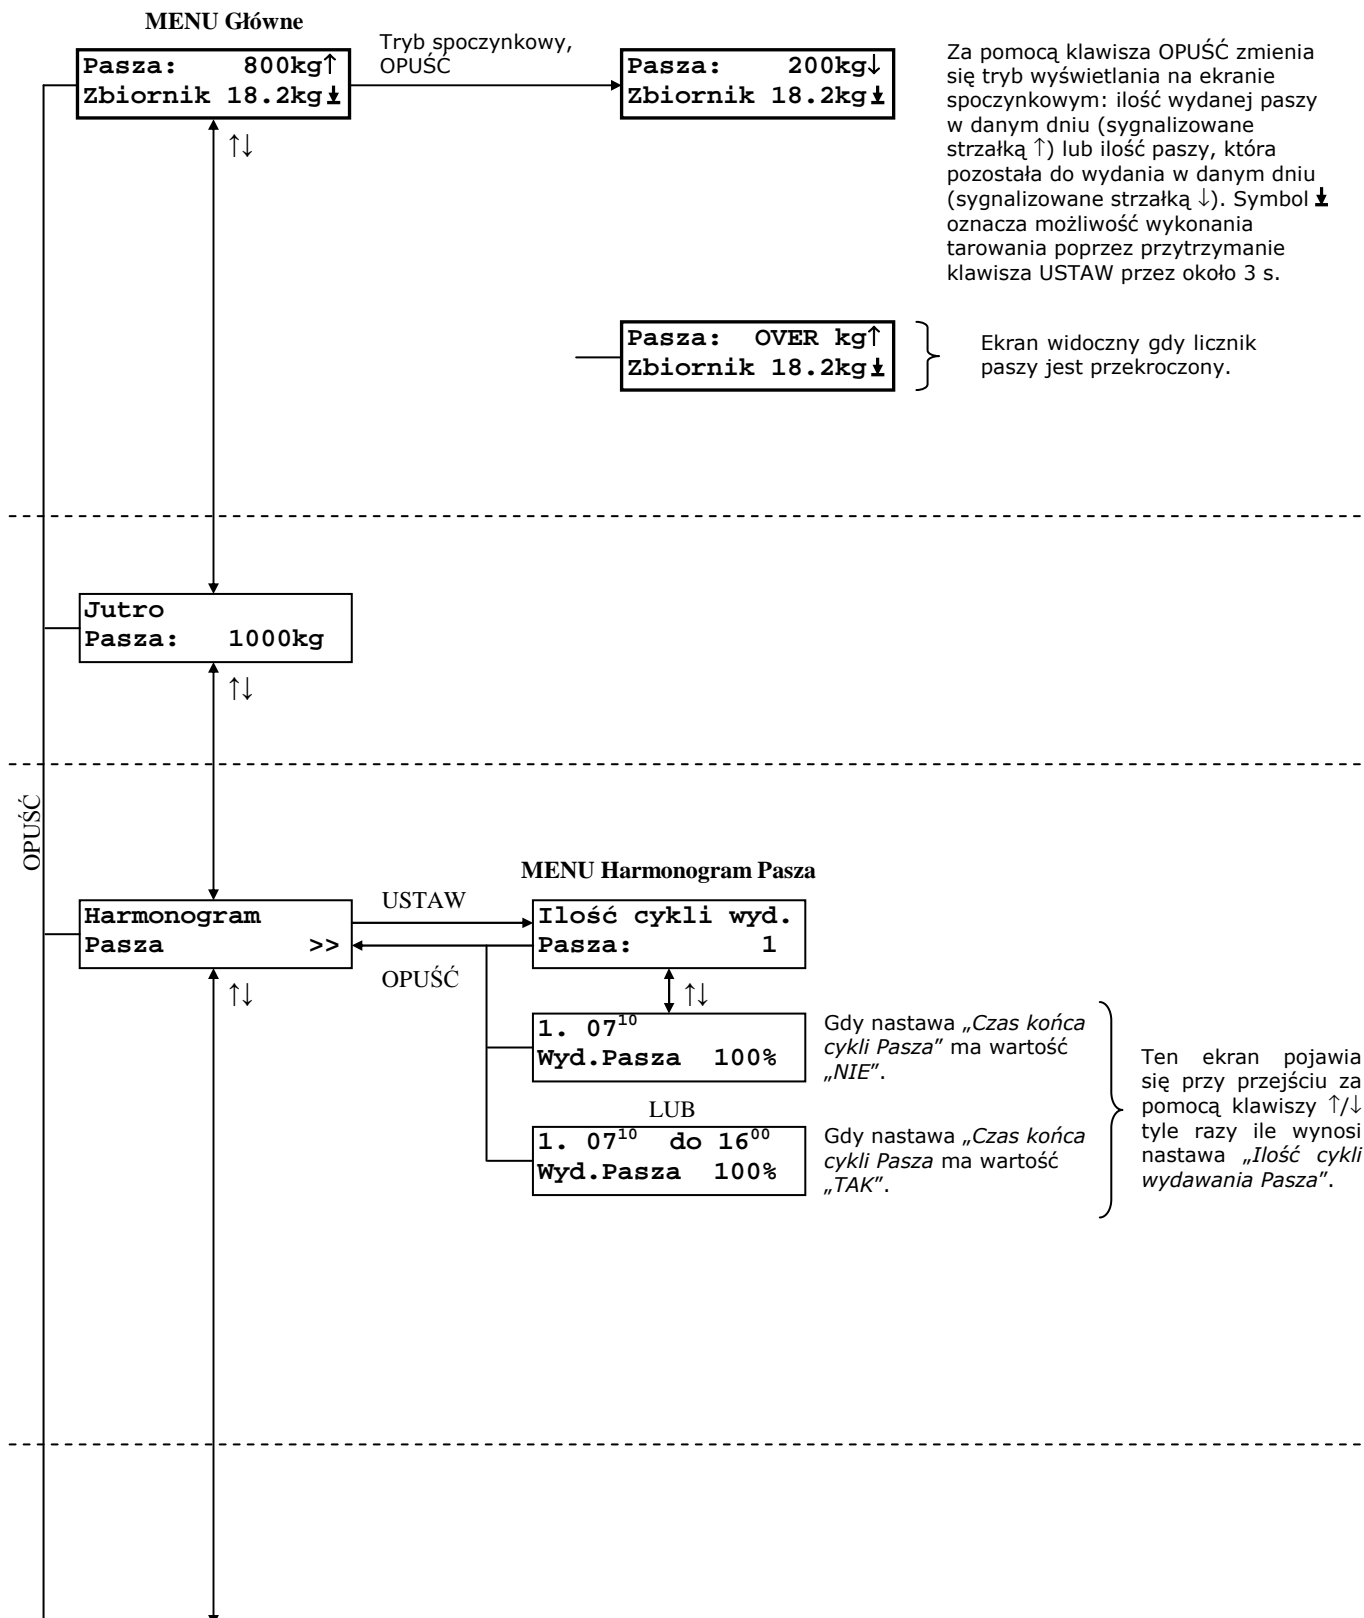 MENU Główne
Pasza:    800kg↑
Zbiornik 18.2kg↧
Tryb spoczynkowy,
OPUŚĆ
Pasza:    200kg↓
Zbiornik 18.2kg↧
Za pomocą klawisza OPUŚĆ zmienia
się tryb wyświetlania na ekranie
spoczynkowym: ilość wydanej paszy
w danym dniu (sygnalizowane
strzałką ↑) lub ilość paszy, która
pozostała do wydania w danym dniu
(sygnalizowane strzałką ↓). Symbol ↧
oznacza możliwość wykonania
tarowania poprzez przytrzymanie
klawisza USTAW przez około 3 s.
↑↓
Pasza:  OVER kg↑
Zbiornik 18.2kg↧
Ekran widoczny gdy licznik
paszy jest przekroczony.
Jutro
Pasza:   1000kg
↑↓
OPUŚĆ
MENU Harmonogram Pasza
Harmonogram
Pasza         >>
USTAW
OPUŚĆ
Ilość cykli wyd.
Pasza:        1
↑↓
↑↓
1. 07¹⁰
Wyd.Pasza  100%
Gdy nastawa „Czas końca
cykli Pasza” ma wartość
„NIE”.
LUB
1. 07¹⁰  do 16⁰⁰
Wyd.Pasza  100%
Gdy nastawa „Czas końca
cykli Pasza ma wartość
„TAK”.
Ten ekran pojawia
się przy przejściu za
pomocą klawiszy ↑/↓
tyle razy ile wynosi
nastawa „Ilość cykli
wydawania Pasza”.